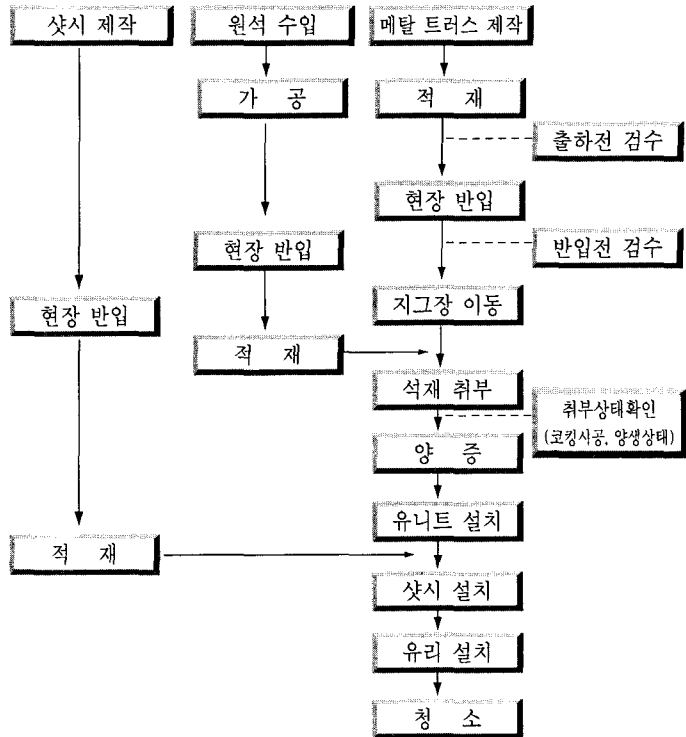 샷시 제작
원석 수입
메탈 트러스 제작
가 공
적 재
출하전 검수
현장 반입
현장 반입
반입전 검수
현장 반입
지그장 이동
적 재
석재 취부
취부상태확인
(코킹시공, 양생상태)
양 증
유니트 설치
적 재
샷시 설치
유리 설치
청 소